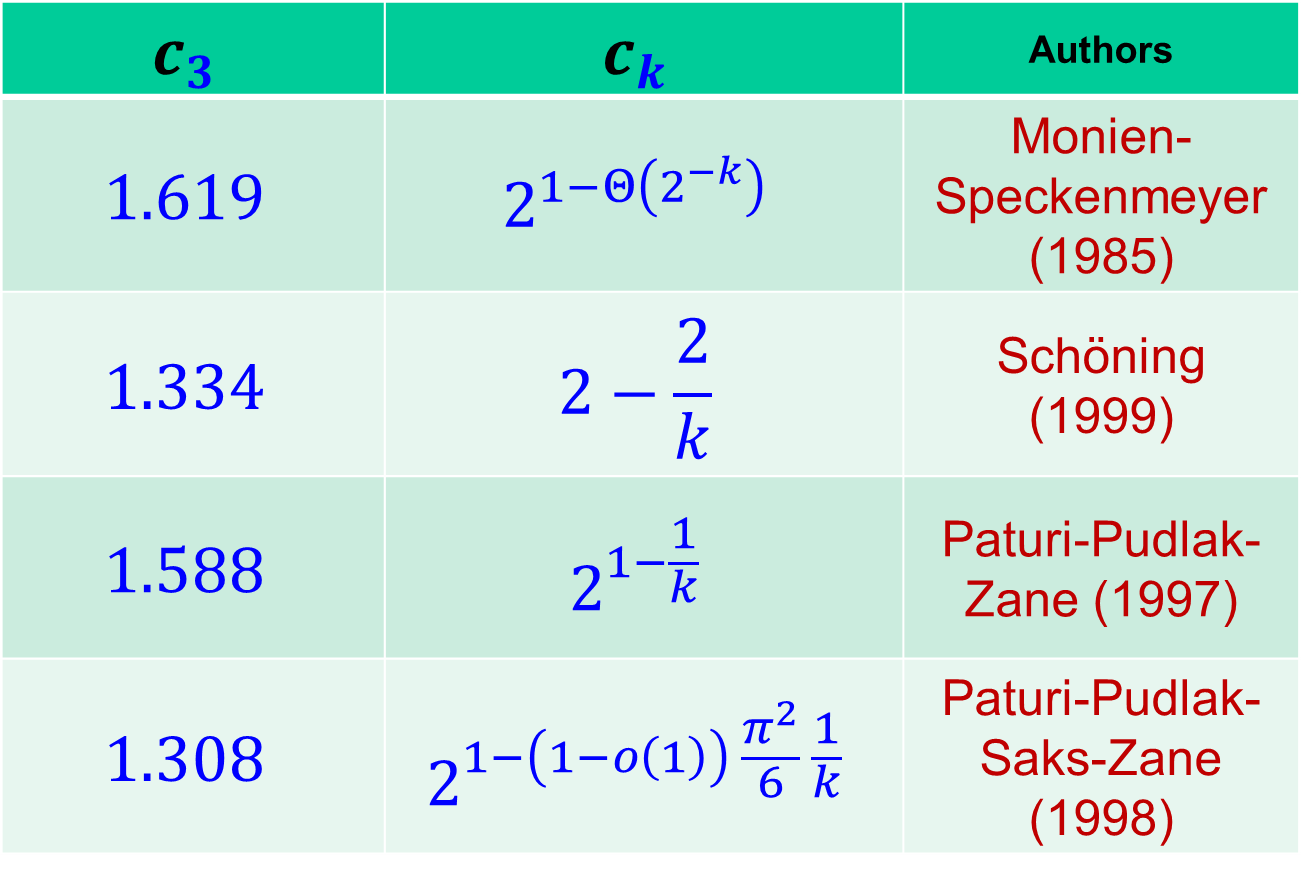 c₃ cₖ Authors
1.619 2^{1−Θ(2^{−k})} Monien-
Speckenmeyer
(1985)
1.334 2 − 2/k Schöning
(1999)
1.588 2^{1−1/k} Paturi-Pudlak-
Zane (1997)
1.308 2^{1−(1−o(1)) π²/6 1/k} Paturi-Pudlak-
Saks-Zane
(1998)